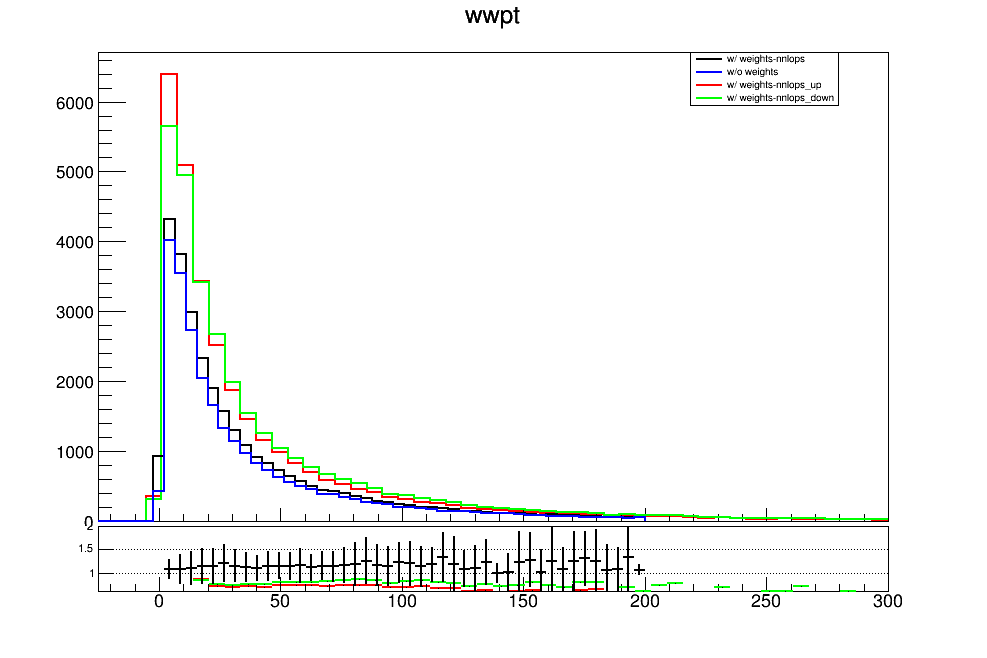 wwpt
w/ weights-nnlops
w/o weights
w/ weights-nnlops_up
w/ weights-nnlops_down
6000
5000
4000
3000
2000
1000
0
2
1.5
1
0 50 100 150 200 250 300